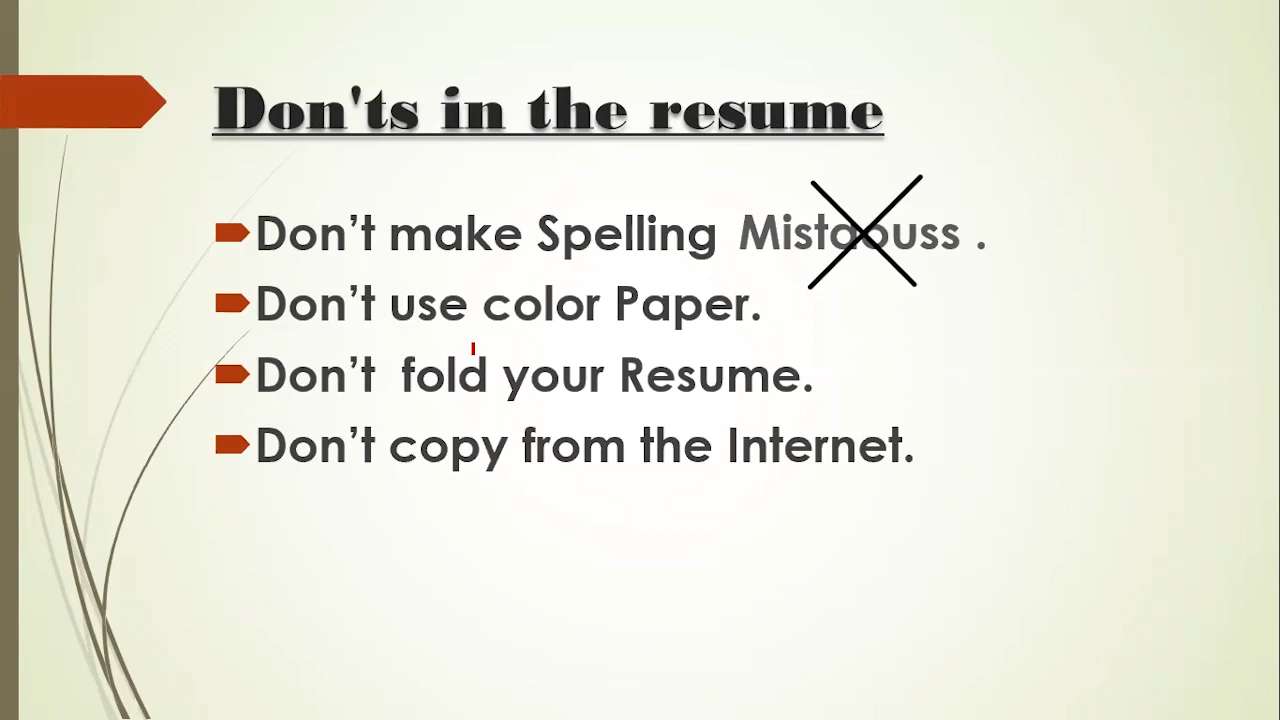 Don'ts in the resume
Don’t make Spelling Mistaouss .
Don’t use color Paper.
Don’t fold your Resume.
Don’t copy from the Internet.